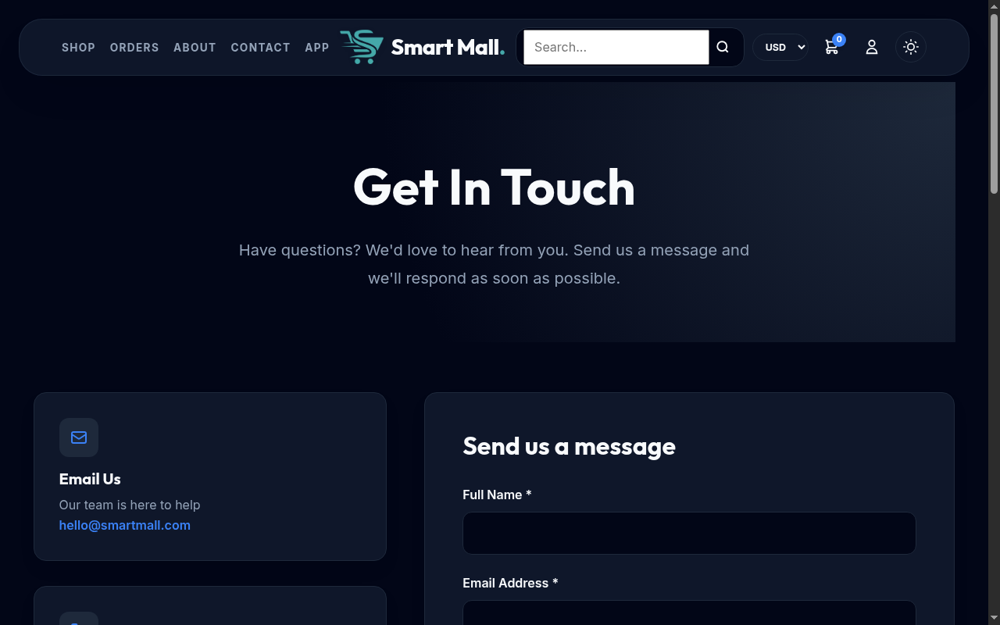 SHOP ORDERS ABOUT CONTACT APP Smart Mall. Search... USD 0
Get In Touch
Have questions? We'd love to hear from you. Send us a message and
we'll respond as soon as possible.
Email Us
Our team is here to help
hello@smartmall.com
Send us a message
Full Name *
Email Address *